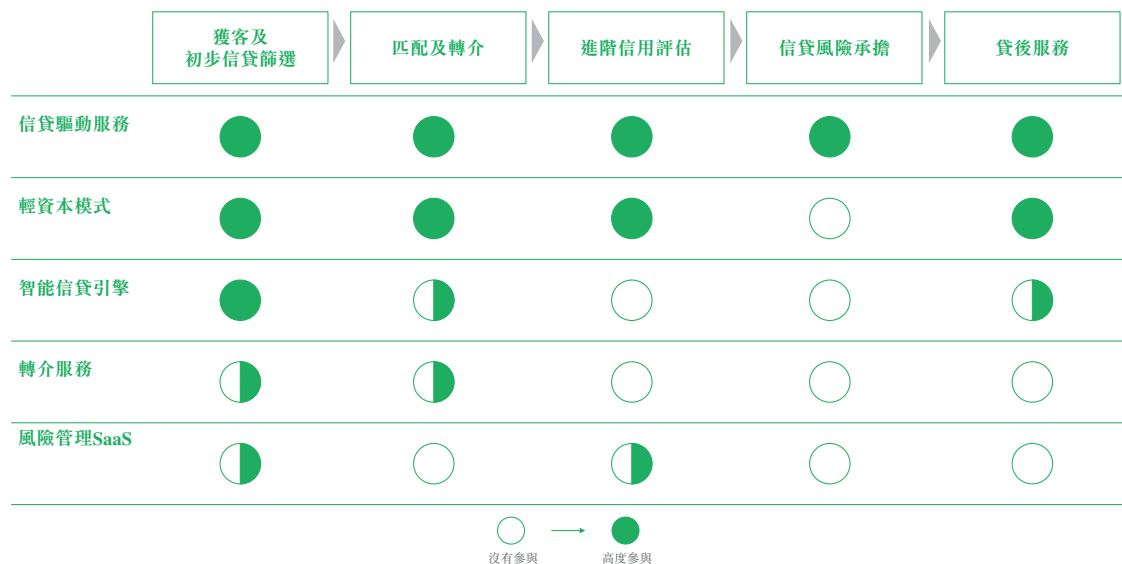 獲客及
初步信貸篩選
匹配及轉介
進階信用評估
信貸風險承擔
貸後服務
信貸驅動服務
輕資本模式
智能信貸引擎
轉介服務
風險管理SaaS
沒有參與
高度參與